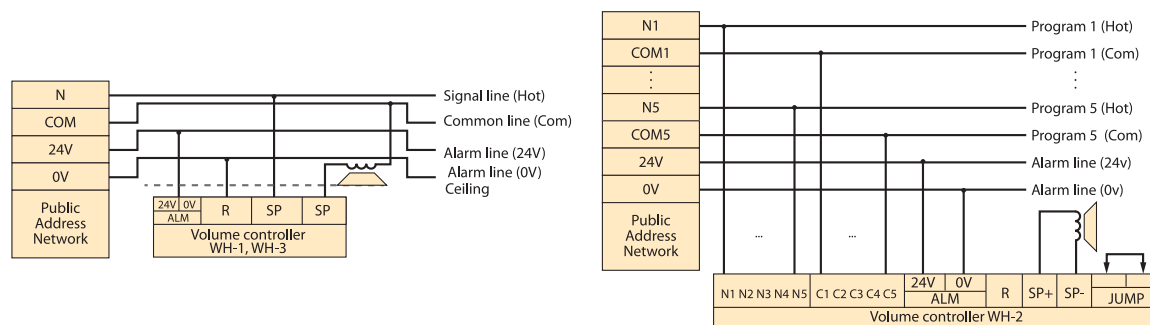 N
COM
24V
0V
Public
Address
Network
Signal line (Hot)
Common line (Com)
Alarm line (24V)
Alarm line (0V)
Ceiling
24V 0V
ALM
R
SP
SP
Volume controller
WH-1, WH-3
N1
COM1
⋮
N5
COM5
24V
0V
Public
Address
Network
Program 1 (Hot)
Program 1 (Com)
⋮
Program 5 (Hot)
Program 5 (Com)
Alarm line (24v)
Alarm line (0v)
... ...
N1 N2 N3 N4 N5
C1 C2 C3 C4 C5
24V 0V
ALM
R
SP+
SP-
JUMP
Volume controller WH-2